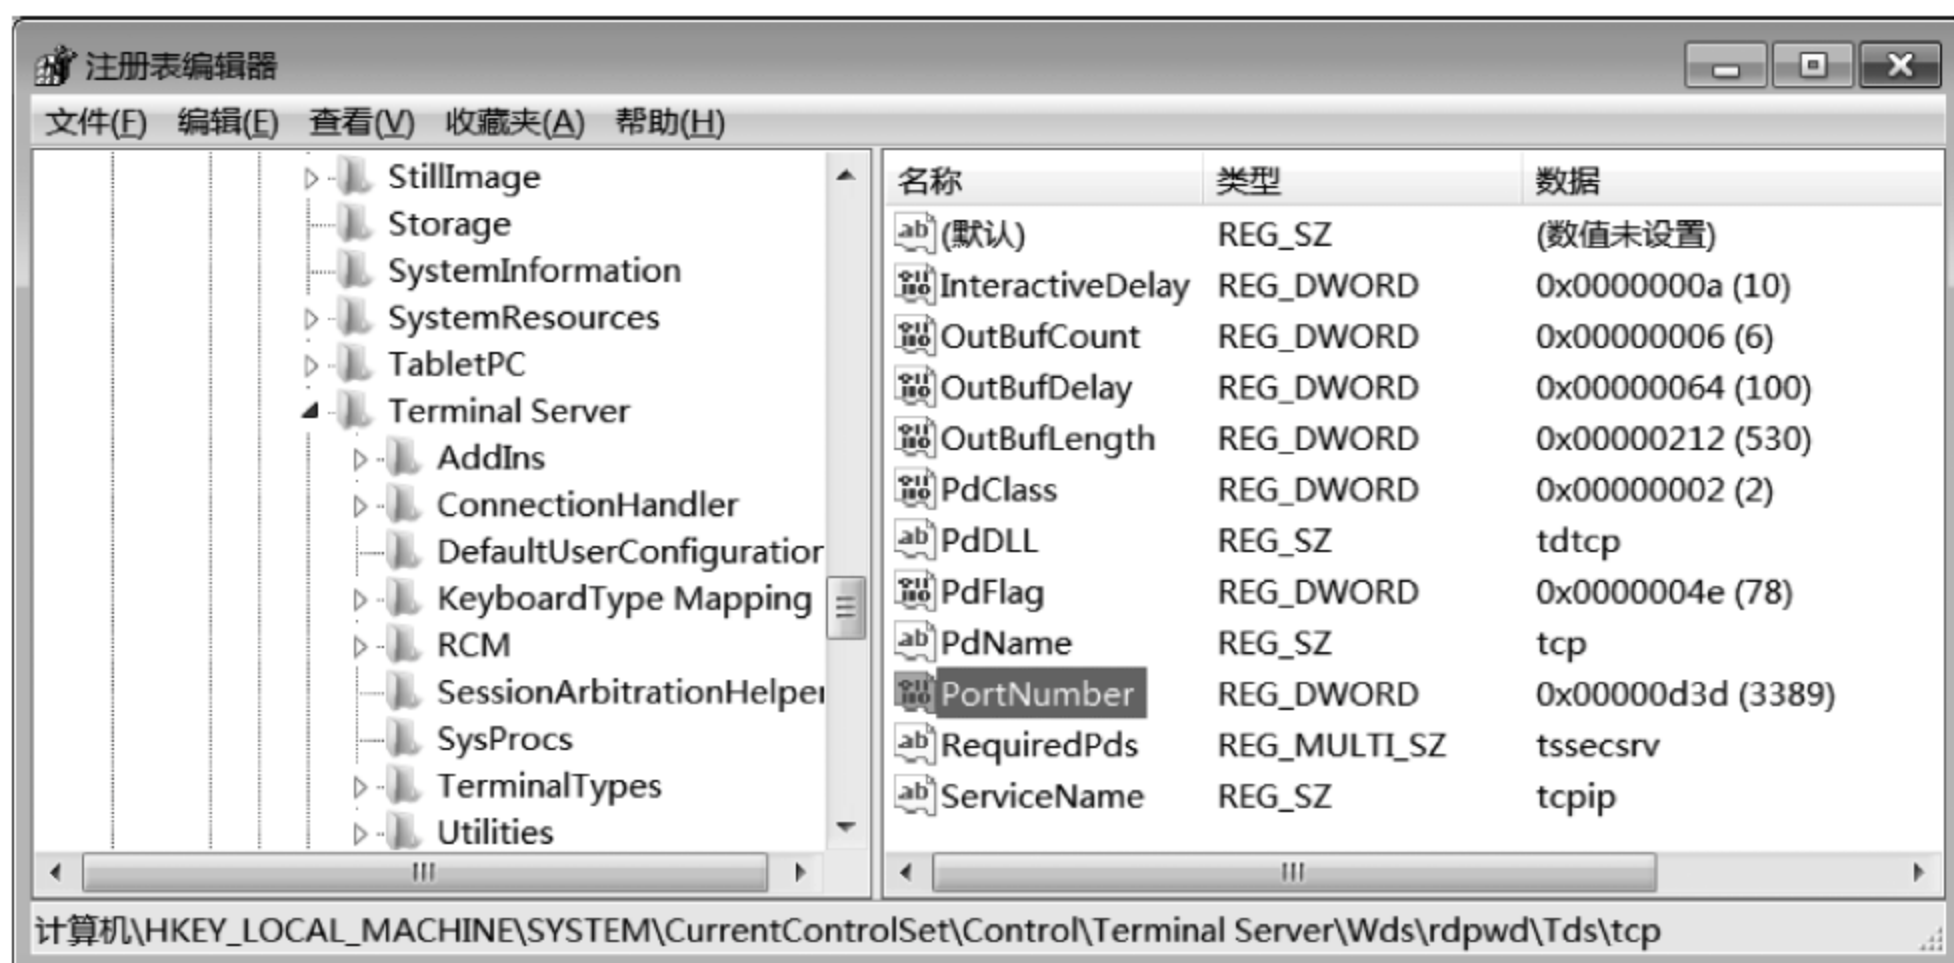 注册表编辑器
文件(F) 编辑(E) 查看(V) 收藏夹(A) 帮助(H)
StillImage
Storage
SystemInformation
SystemResources
TabletPC
Terminal Server
AddIns
ConnectionHandler
DefaultUserConfiguration
KeyboardType Mapping
RCM
SessionArbitrationHelper
SysProcs
TerminalTypes
Utilities
名称 类型 数据
(默认) REG_SZ (数值未设置)
InteractiveDelay REG_DWORD 0x0000000a (10)
OutBufCount REG_DWORD 0x00000006 (6)
OutBufDelay REG_DWORD 0x00000064 (100)
OutBufLength REG_DWORD 0x00000212 (530)
PdClass REG_DWORD 0x00000002 (2)
PdDLL REG_SZ tdtcp
PdFlag REG_DWORD 0x0000004e (78)
PdName REG_SZ tcp
PortNumber REG_DWORD 0x00000d3d (3389)
RequiredPds REG_MULTI_SZ tssecsrv
ServiceName REG_SZ tcpip
计算机\HKEY_LOCAL_MACHINE\SYSTEM\CurrentControlSet\Control\Terminal Server\Wds\rdpwd\Tds\tcp